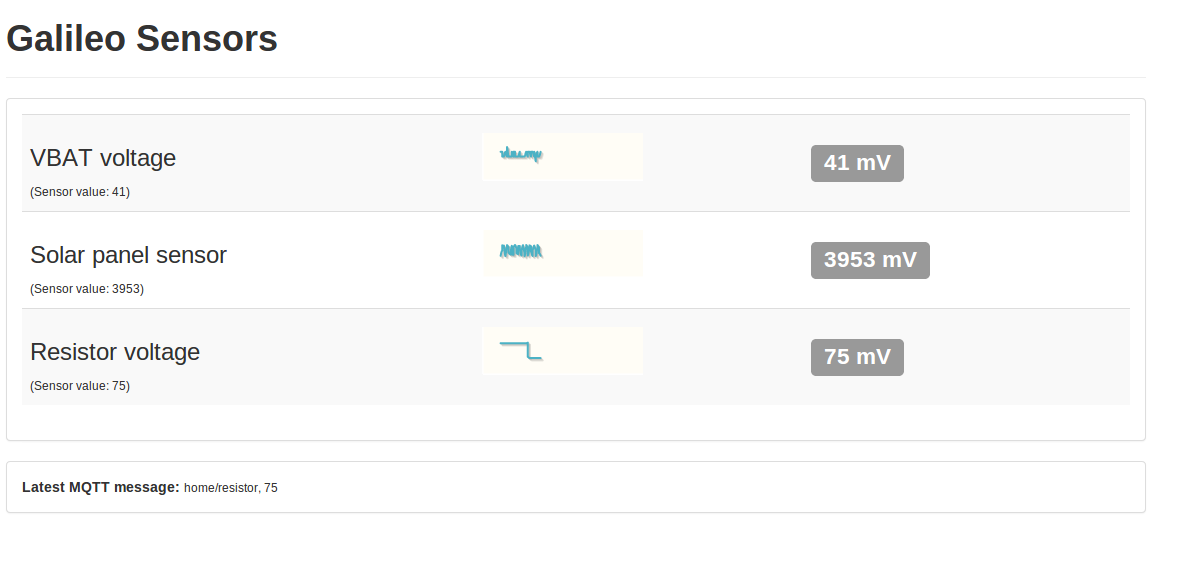 Galileo Sensors
VBAT voltage
41 mV
(Sensor value: 41)
Solar panel sensor
3953 mV
(Sensor value: 3953)
Resistor voltage
75 mV
(Sensor value: 75)
Latest MQTT message: home/resistor, 75